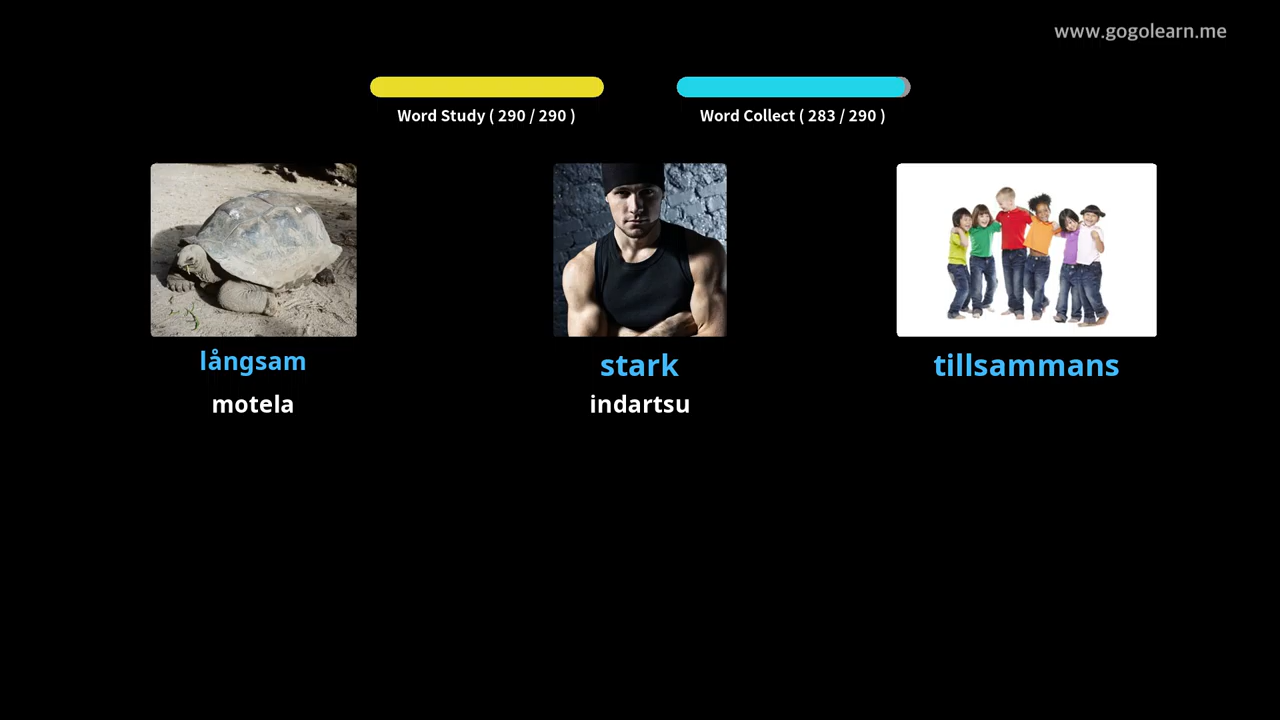 www.gogolearn.me
Word Study ( 290 / 290 )
Word Collect ( 283 / 290 )
långsam
stark
tillsammans
motela
indartsu